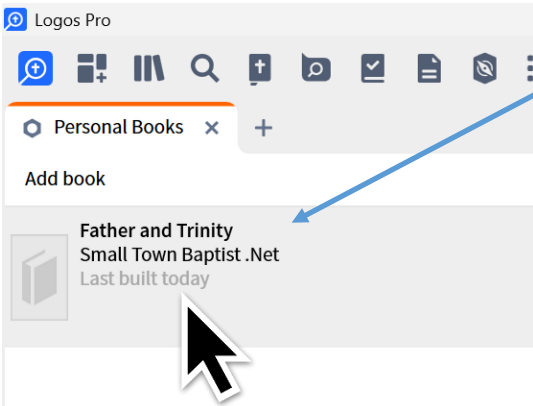 Logos Pro
Personal Books
Add book
Father and Trinity
Small Town Baptist .Net
Last built today